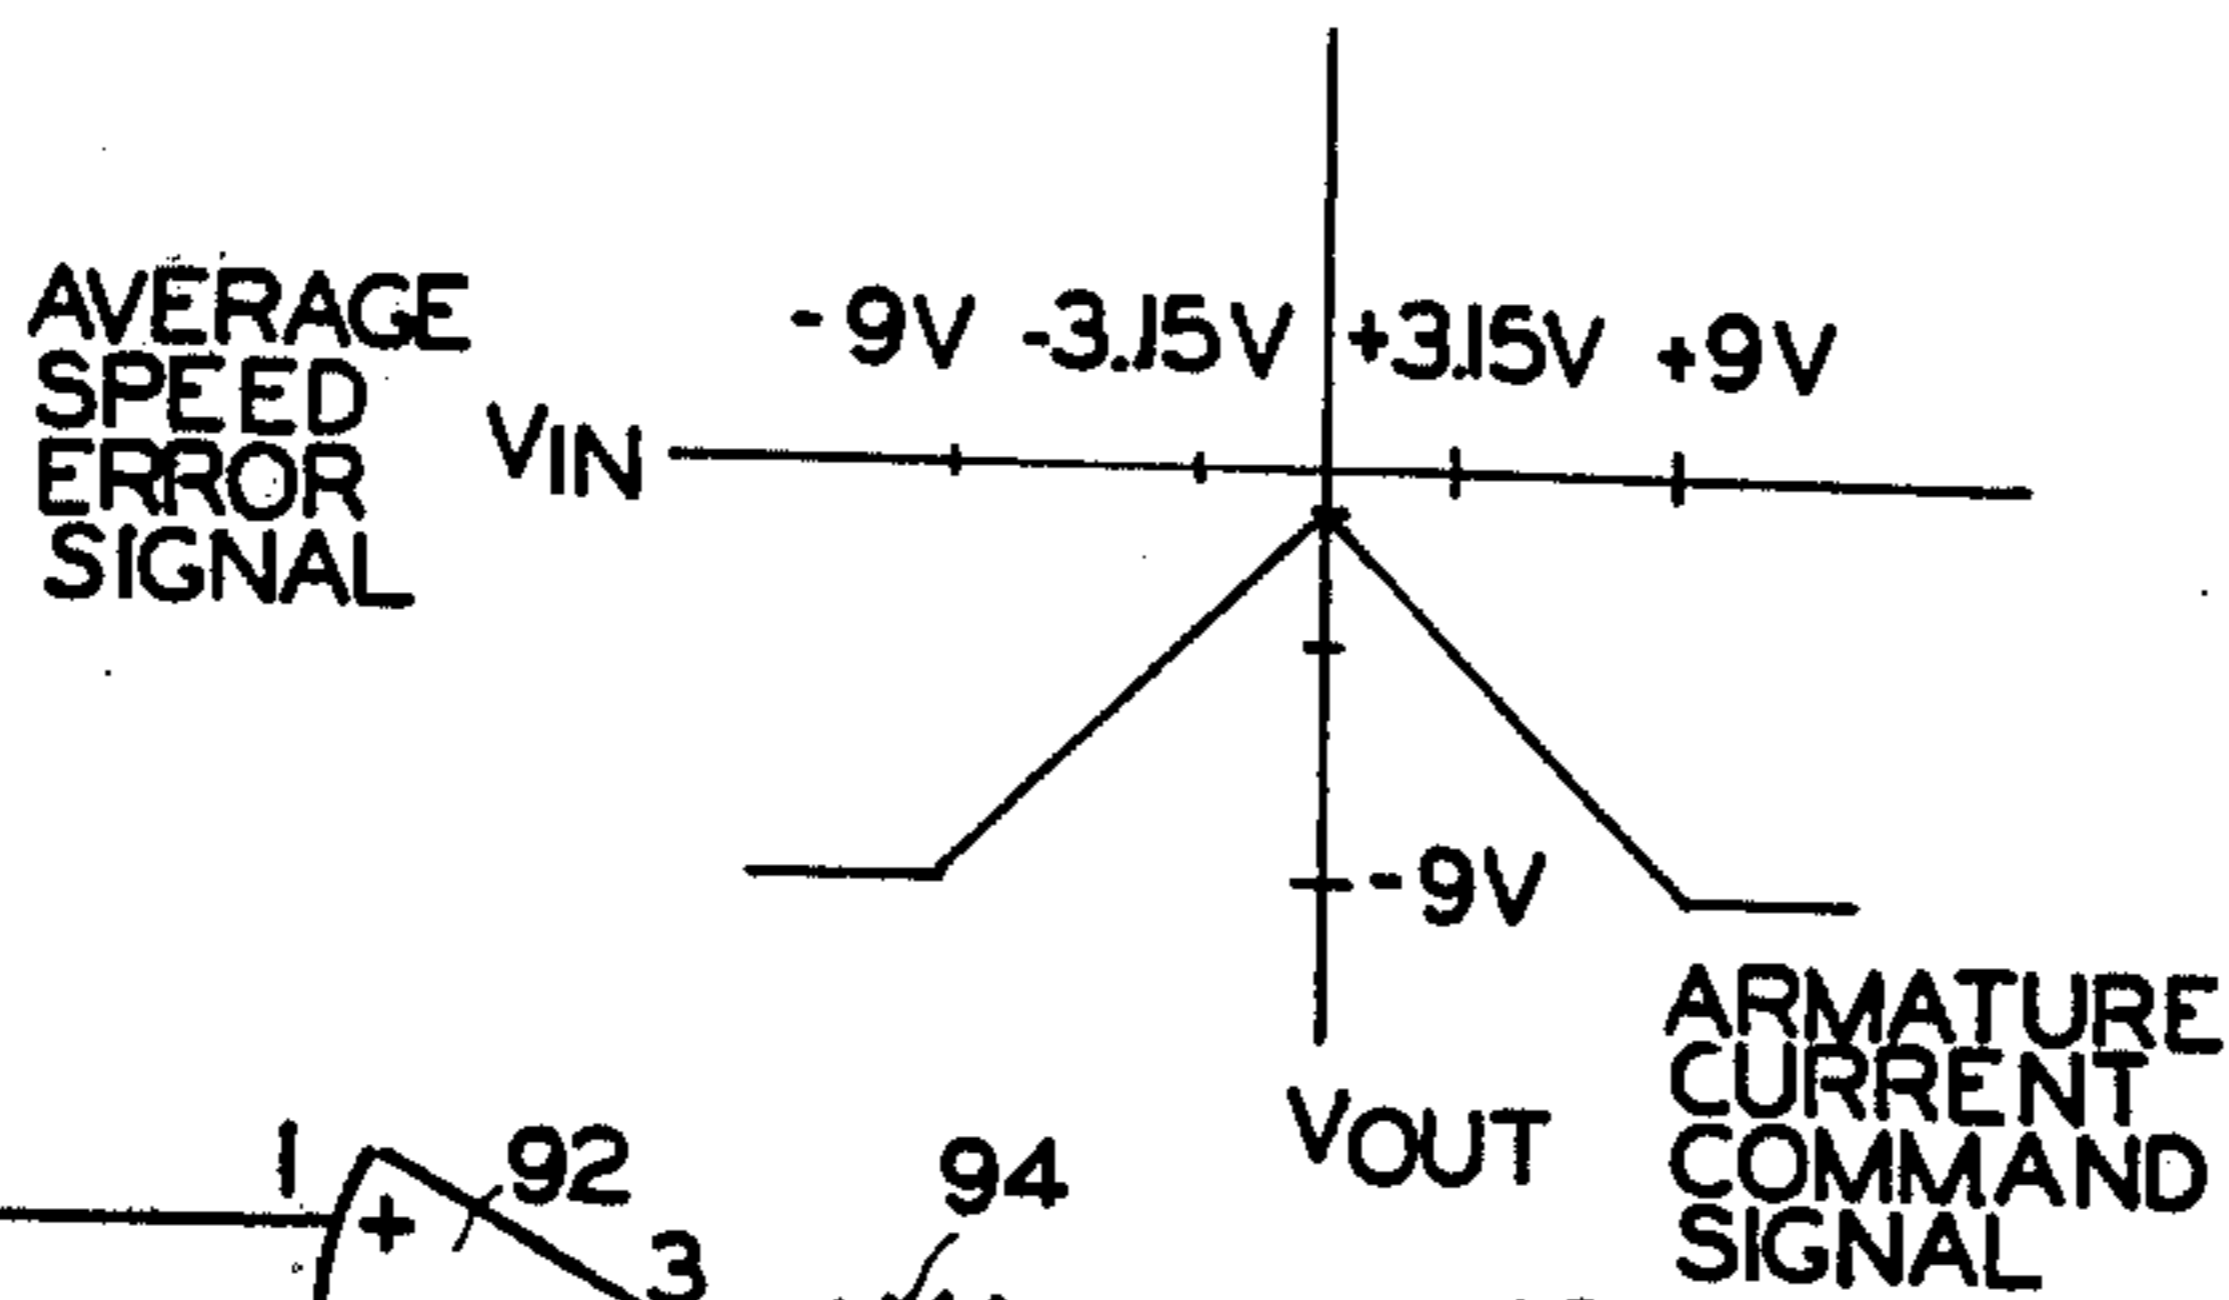 AVERAGE
SPEED
ERROR
SIGNAL
VIN
- 9V -3.15V +3.15V +9V
-9V
VOUT
ARMATURE
CURRENT
COMMAND
SIGNAL
1
+
92
3
94